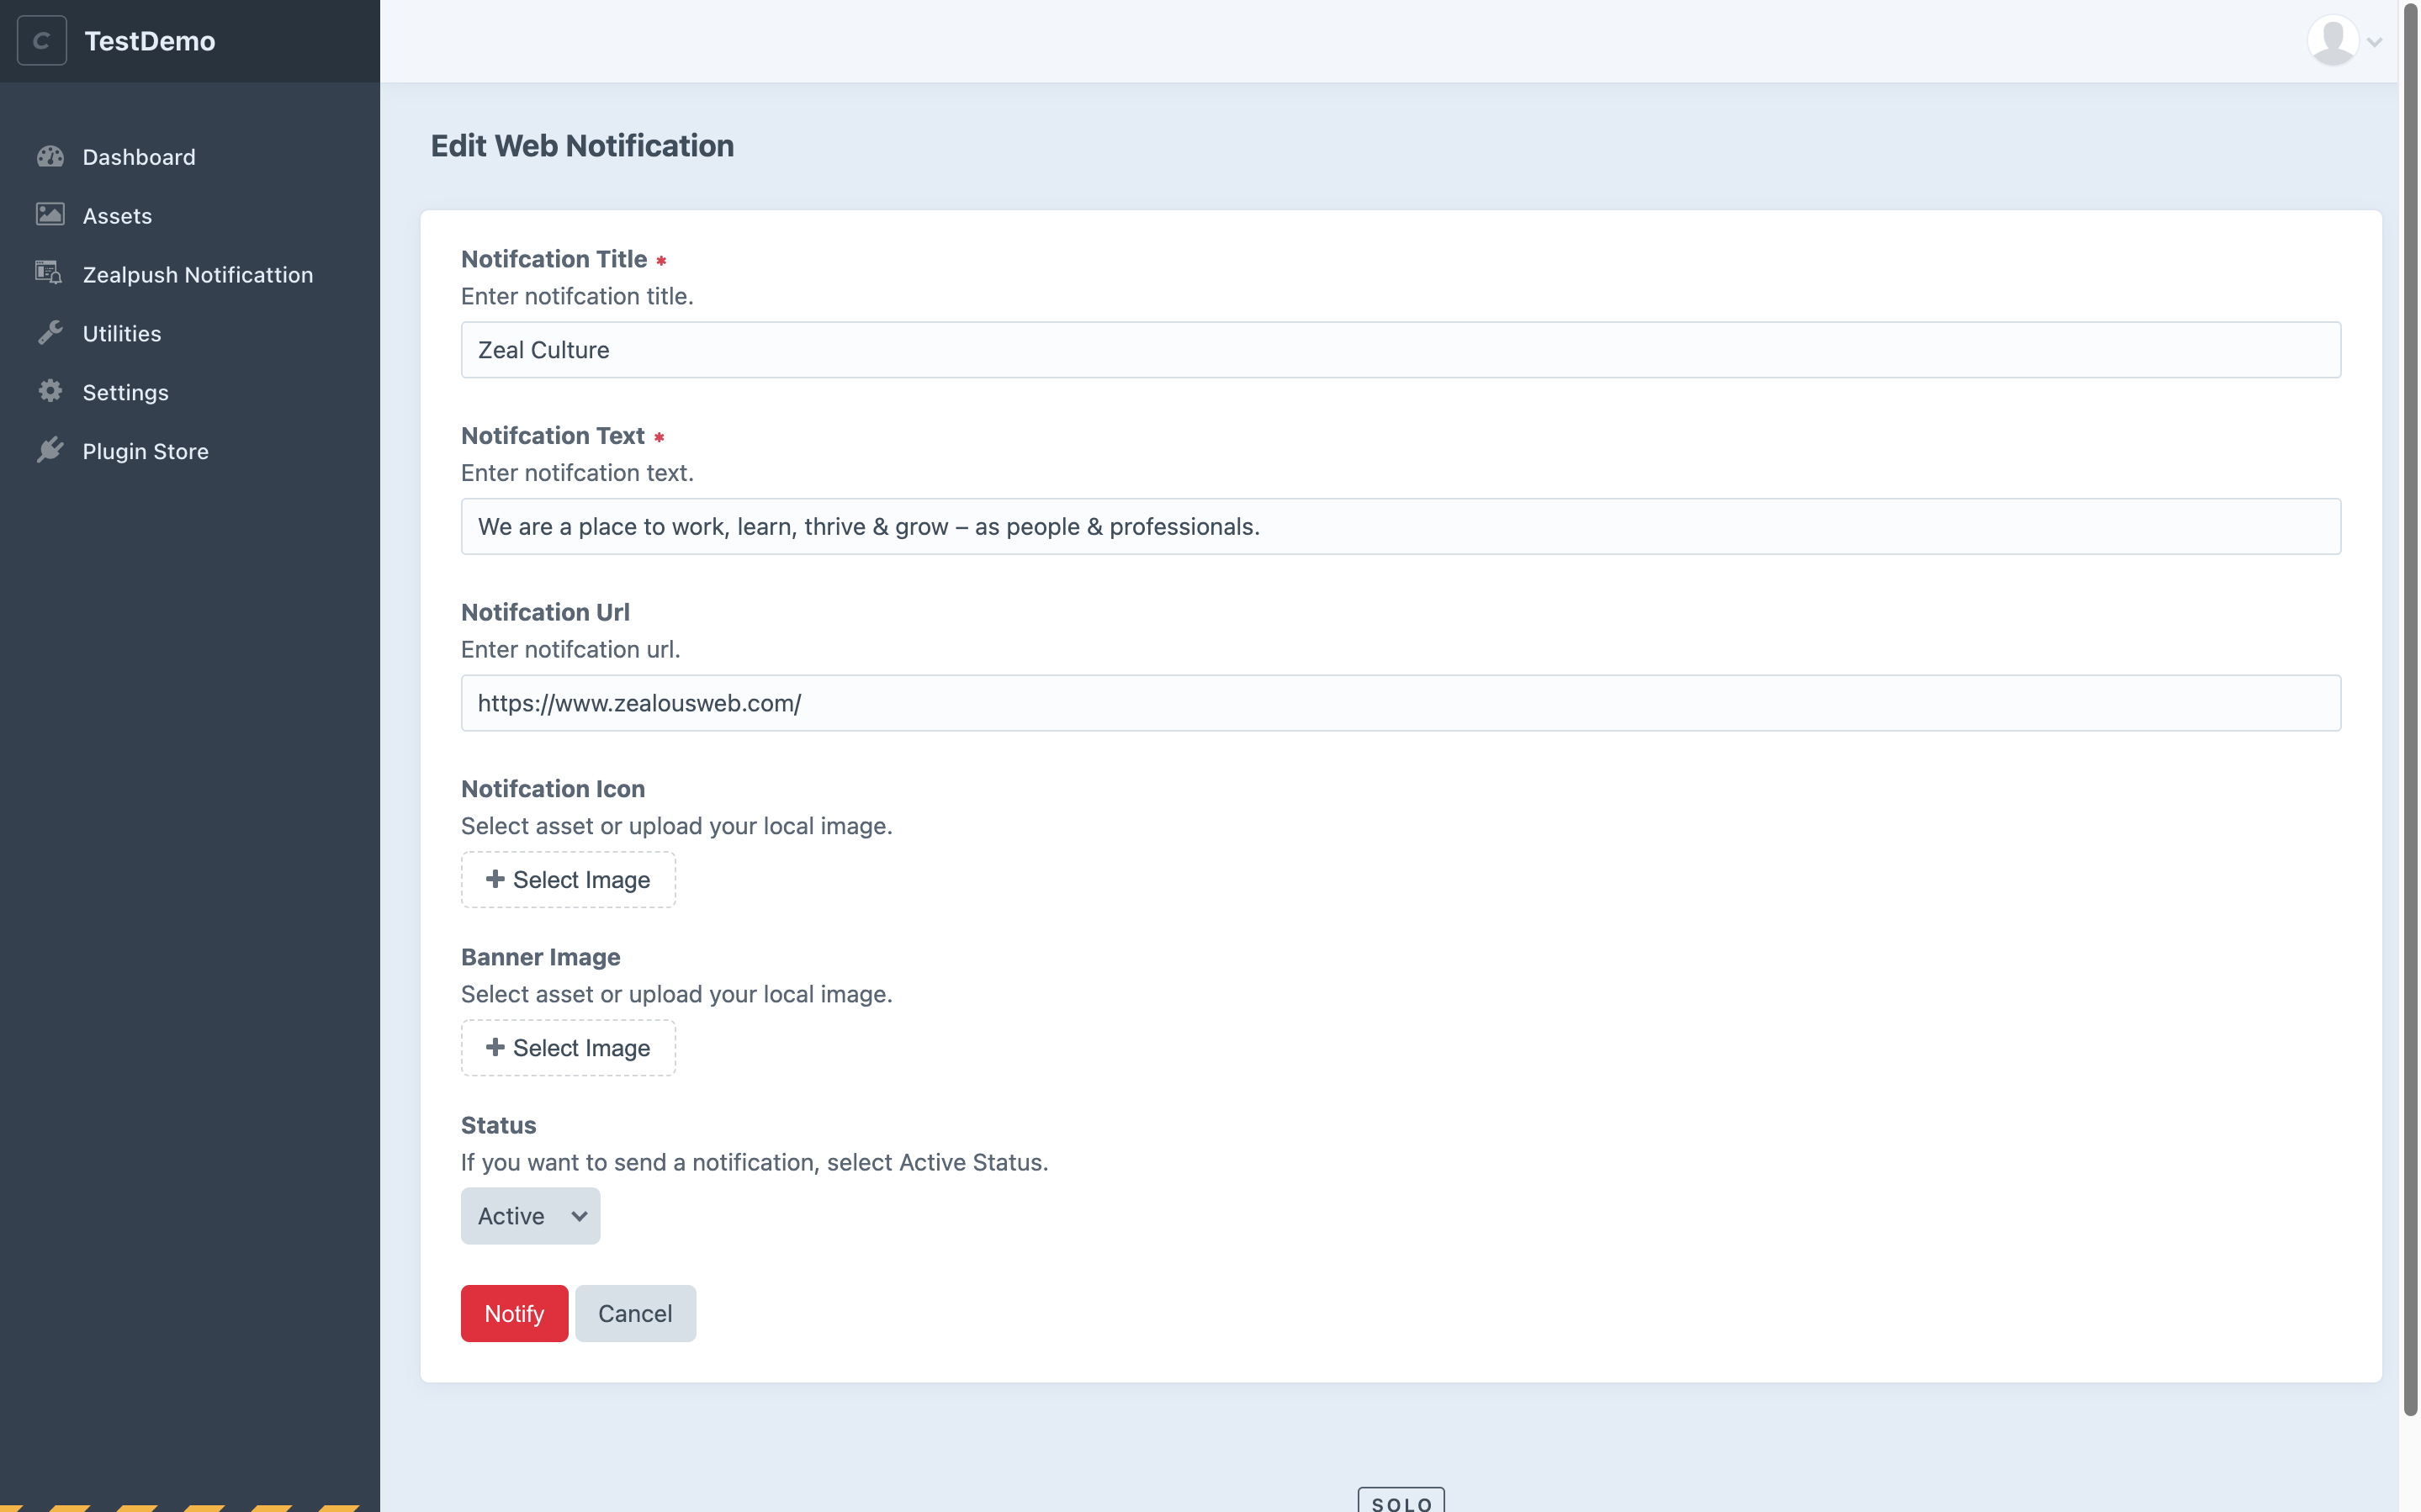 C
TestDemo
Dashboard
Assets
Zealpush Notificattion
Utilities
Settings
Plugin Store
Edit Web Notification
Notifcation Title *
Enter notifcation title.
Zeal Culture
Notifcation Text *
Enter notifcation text.
We are a place to work, learn, thrive & grow – as people & professionals.
Notifcation Url
Enter notifcation url.
https://www.zealousweb.com/
Notifcation Icon
Select asset or upload your local image.
Select Image
Banner Image
Select asset or upload your local image.
Select Image
Status
If you want to send a notification, select Active Status.
Active
Notify Cancel
SOLO